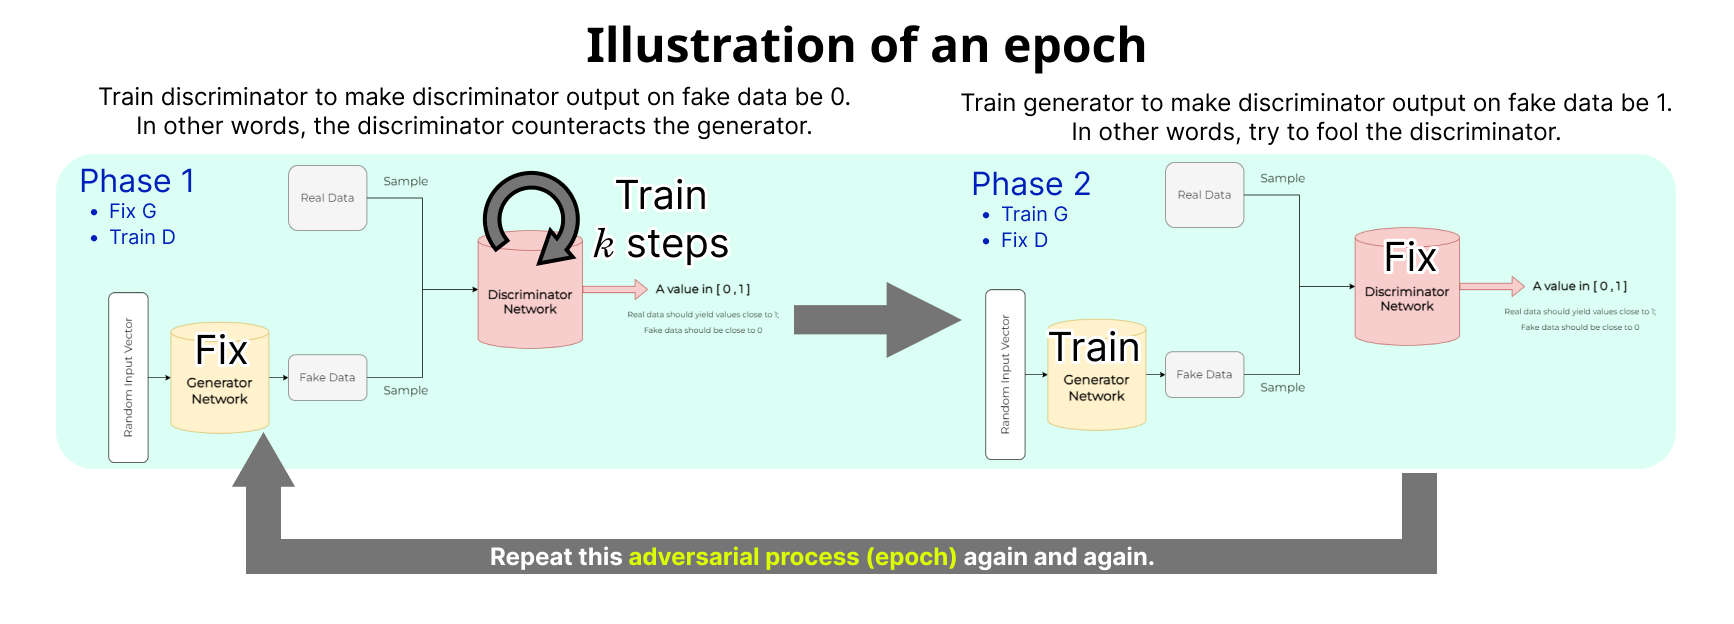 Illustration of an epoch
Train discriminator to make discriminator output on fake data be 0.
In other words, the discriminator counteracts the generator.
Train generator to make discriminator output on fake data be 1.
In other words, try to fool the discriminator.
Phase 1
• Fix G
• Train D
Real Data
Sample
Train
k steps
Discriminator
Network
A value in [ 0 , 1 ]
Real data should yield values close to 1;
Fake data should be close to 0
Random Input Vector
Fix
Generator
Network
Fake Data
Sample
Phase 2
• Train G
• Fix D
Real Data
Sample
Fix
Discriminator
Network
A value in [ 0 , 1 ]
Real data should yield values close to 1;
Fake data should be close to 0
Random Input Vector
Train
Generator
Network
Fake Data
Sample
Repeat this adversarial process (epoch) again and again.